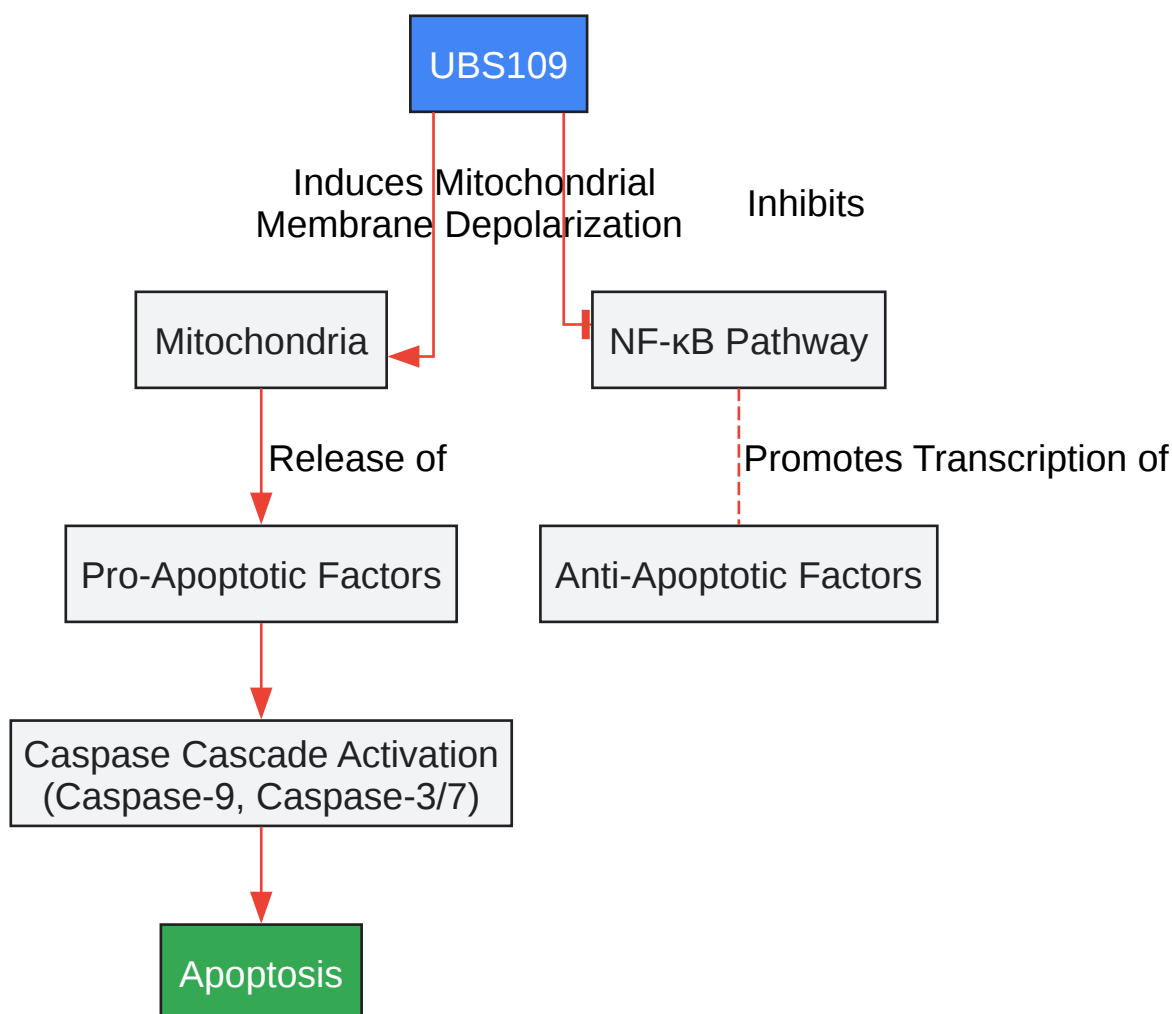 UBS109
Induces Mitochondrial
Membrane Depolarization
Inhibits
Mitochondria
NF-κB Pathway
Release of
Promotes Transcription of
Pro-Apoptotic Factors
Anti-Apoptotic Factors
Caspase Cascade Activation
(Caspase-9, Caspase-3/7)
Apoptosis